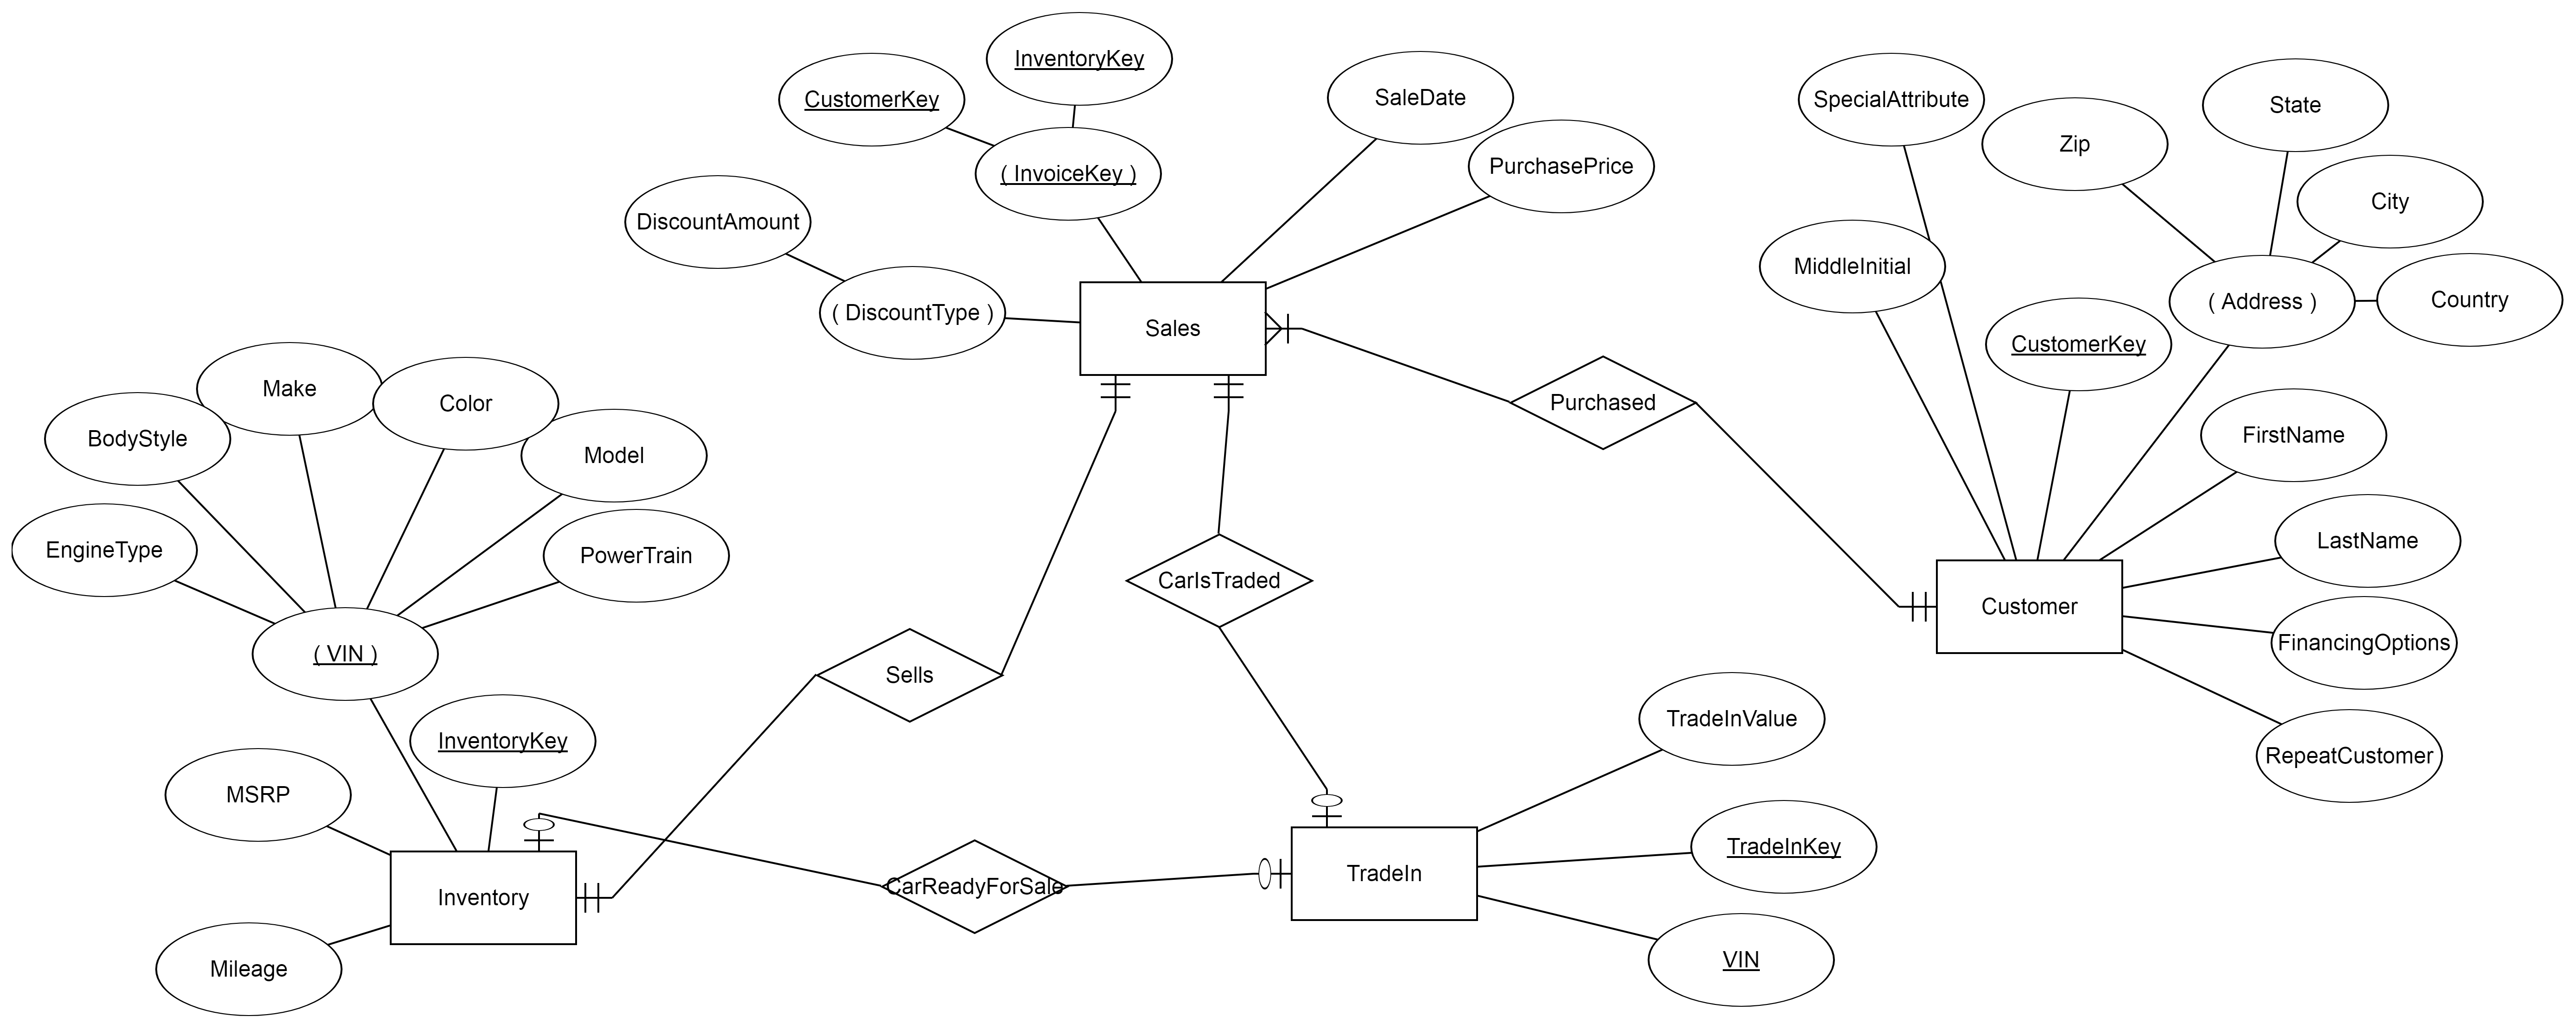 InventoryKey
CustomerKey
SaleDate
SpecialAttribute
State
Zip
PurchasePrice
( InvoiceKey )
City
DiscountAmount
MiddleInitial
( Address )
Country
( DiscountType )
Sales
CustomerKey
Make
Color
Purchased
BodyStyle
FirstName
Model
EngineType
PowerTrain
LastName
CarIsTraded
Customer
( VIN )
FinancingOptions
Sells
TradeInValue
InventoryKey
RepeatCustomer
MSRP
TradeInKey
CarReadyForSale
TradeIn
Inventory
Mileage
VIN